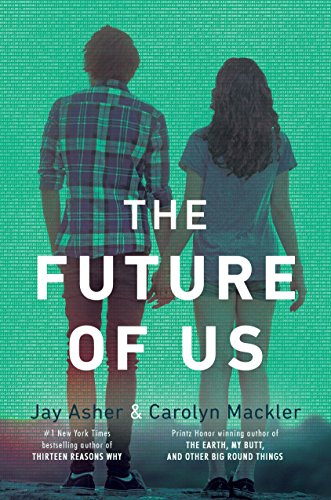 THE
FUTURE
OF US
Jay Asher & Carolyn Mackler
#1 New York Times
bestselling author of
THIRTEEN REASONS WHY
Printz Honor winning author of
THE EARTH, MY BUTT,
AND OTHER BIG ROUND THINGS